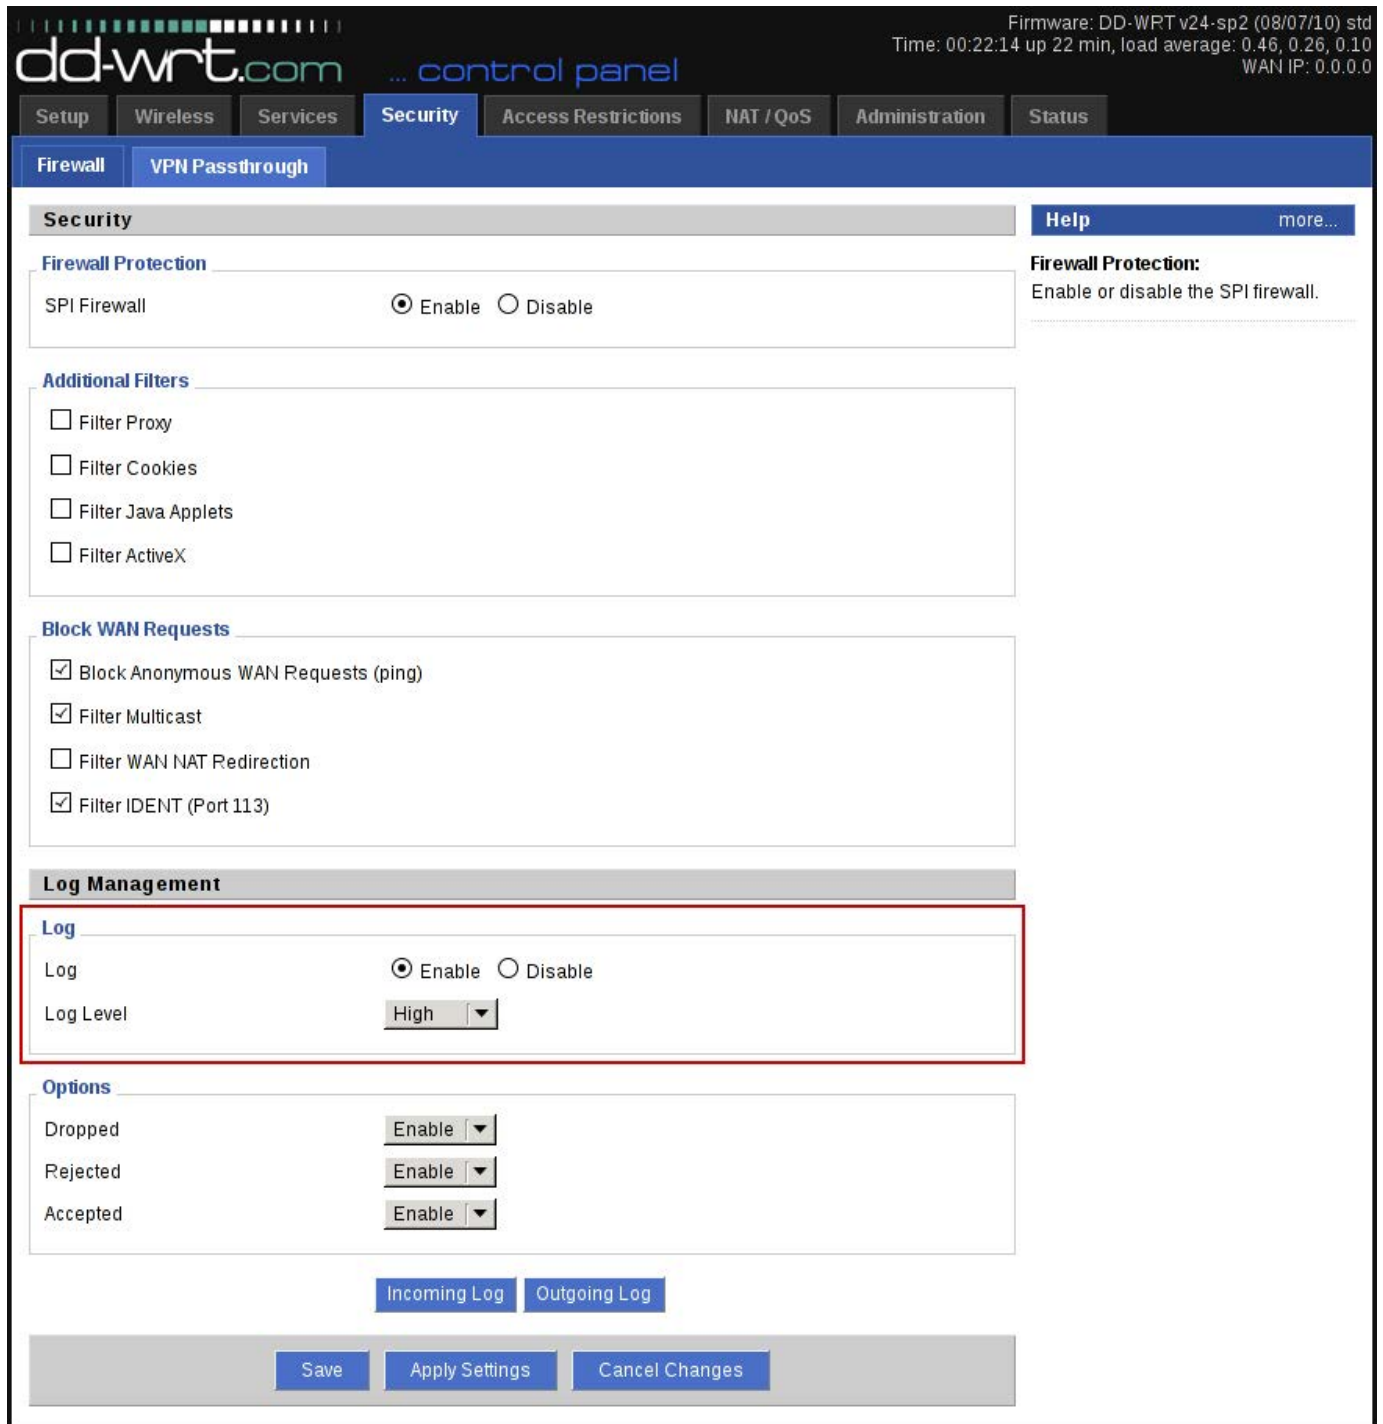 Firmware: DD-WRT v24-sp2 (08/07/10) std
Time: 00:22:14 up 22 min, load average: 0.46, 0.26, 0.10
WAN IP: 0.0.0.0
dd-wrt.com ... control panel
Setup Wireless Services Security Access Restrictions NAT / QoS Administration Status
Firewall VPN Passthrough
Security
Help more...
Firewall Protection
Firewall Protection:
Enable or disable the SPI firewall.
SPI Firewall Enable Disable
Additional Filters
Filter Proxy
Filter Cookies
Filter Java Applets
Filter ActiveX
Block WAN Requests
Block Anonymous WAN Requests (ping)
Filter Multicast
Filter WAN NAT Redirection
Filter IDENT (Port 113)
Log Management
Log
Log Enable Disable
Log Level High
Options
Dropped Enable
Rejected Enable
Accepted Enable
Incoming Log Outgoing Log
Save Apply Settings Cancel Changes